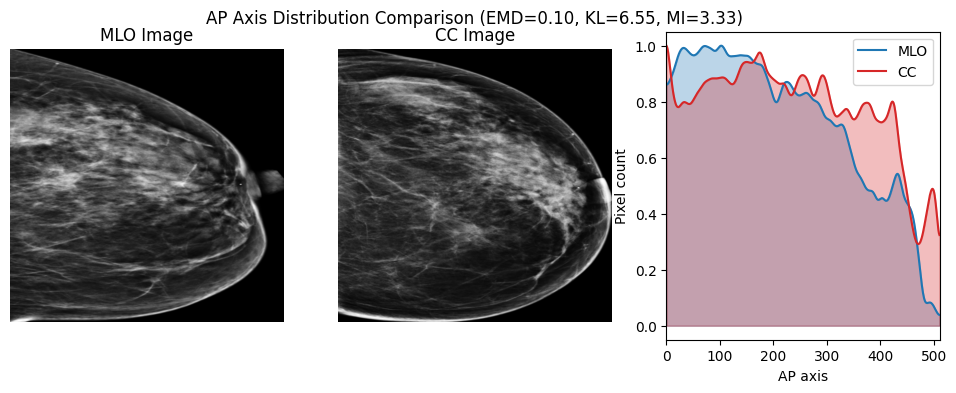 AP Axis Distribution Comparison (EMD=0.10, KL=6.55, MI=3.33)
MLO Image
CC Image
MLO
CC
Pixel count
1.0
0.8
0.6
0.4
0.2
0.0
0 100 200 300 400 500
AP axis